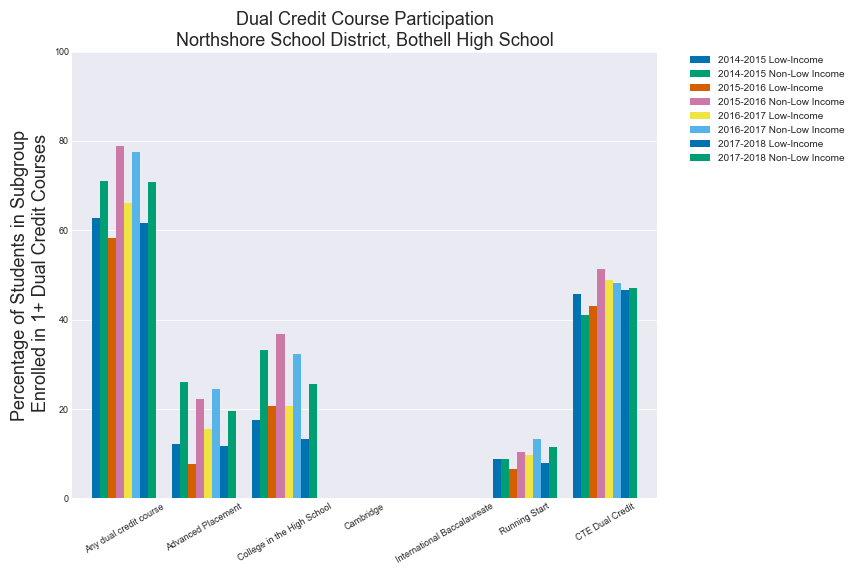 Dual Credit Course Participation
Northshore School District, Bothell High School
Percentage of Students in Subgroup
Enrolled in 1+ Dual Credit Courses
100
80
60
40
20
0
Any dual credit course
Advanced Placement
College in the High School
Cambridge
International Baccalaureate
Running Start
CTE Dual Credit
2014-2015 Low-Income
2014-2015 Non-Low Income
2015-2016 Low-Income
2015-2016 Non-Low Income
2016-2017 Low-Income
2016-2017 Non-Low Income
2017-2018 Low-Income
2017-2018 Non-Low Income